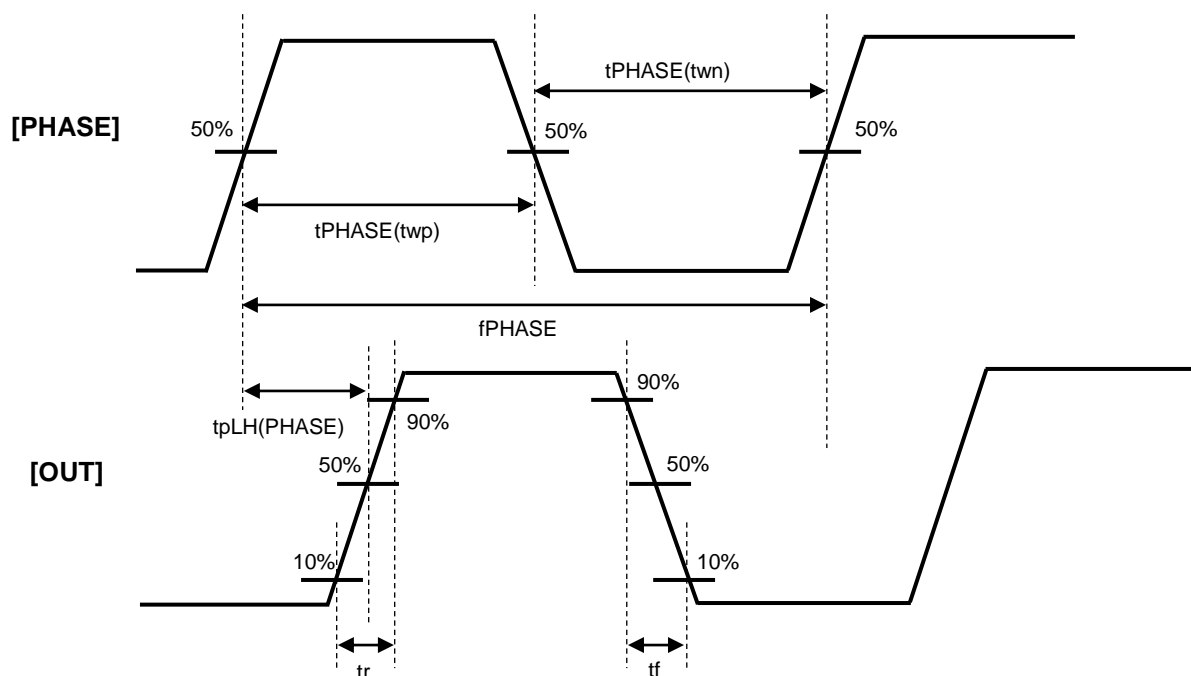 tPHASE(twn)
[PHASE]
50%
50%
50%
tPHASE(twp)
fPHASE
90%
90%
tpLH(PHASE)
50%
50%
[OUT]
10%
10%
tr
tf